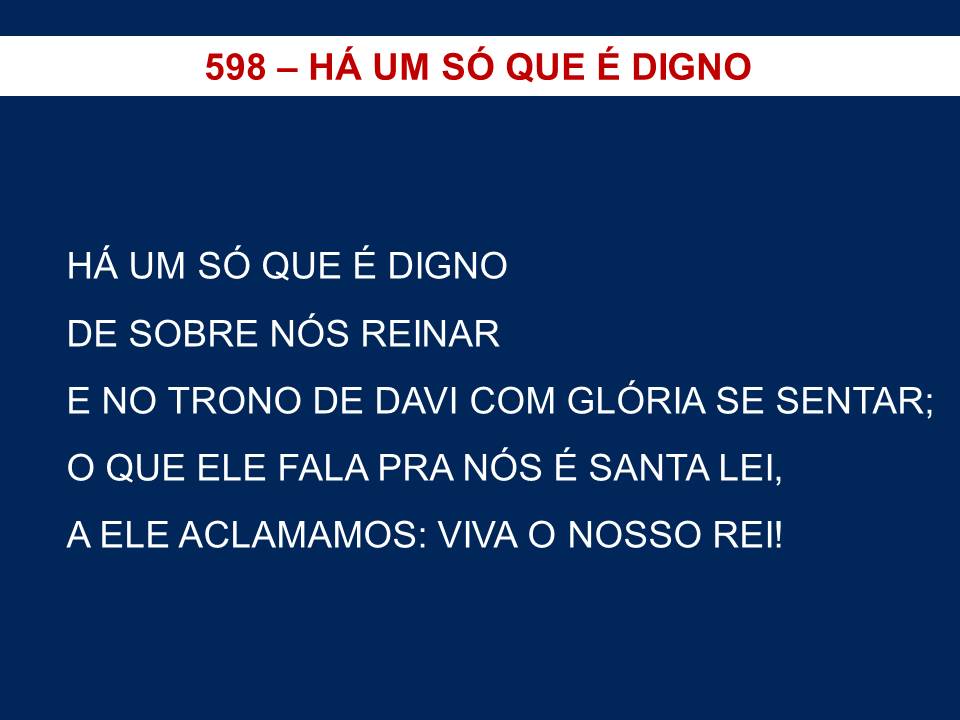 598 – HÁ UM SÓ QUE É DIGNO
HÁ UM SÓ QUE É DIGNO
DE SOBRE NÓS REINAR
E NO TRONO DE DAVI COM GLÓRIA SE SENTAR;
O QUE ELE FALA PRA NÓS É SANTA LEI,
A ELE ACLAMAMOS: VIVA O NOSSO REI!